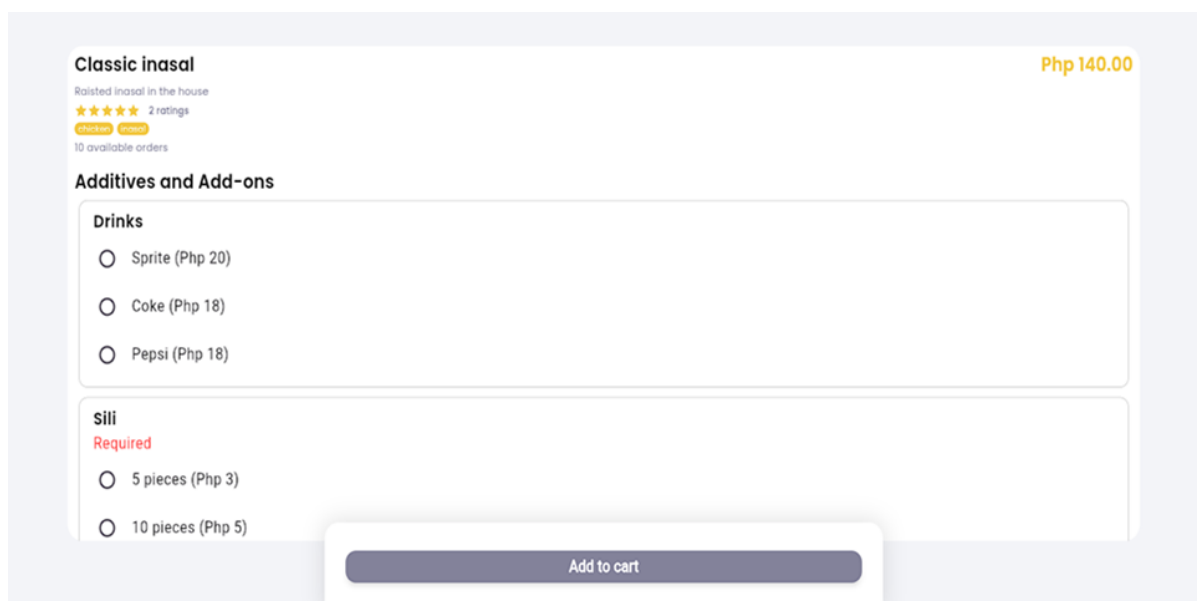 Classic inasal
Php 140.00
Raisted inasal in the house
2 ratings
chicken inasal
10 available orders
Additives and Add-ons
Drinks
Sprite (Php 20)
Coke (Php 18)
Pepsi (Php 18)
Sili
Required
5 pieces (Php 3)
10 pieces (Php 5)
Add to cart